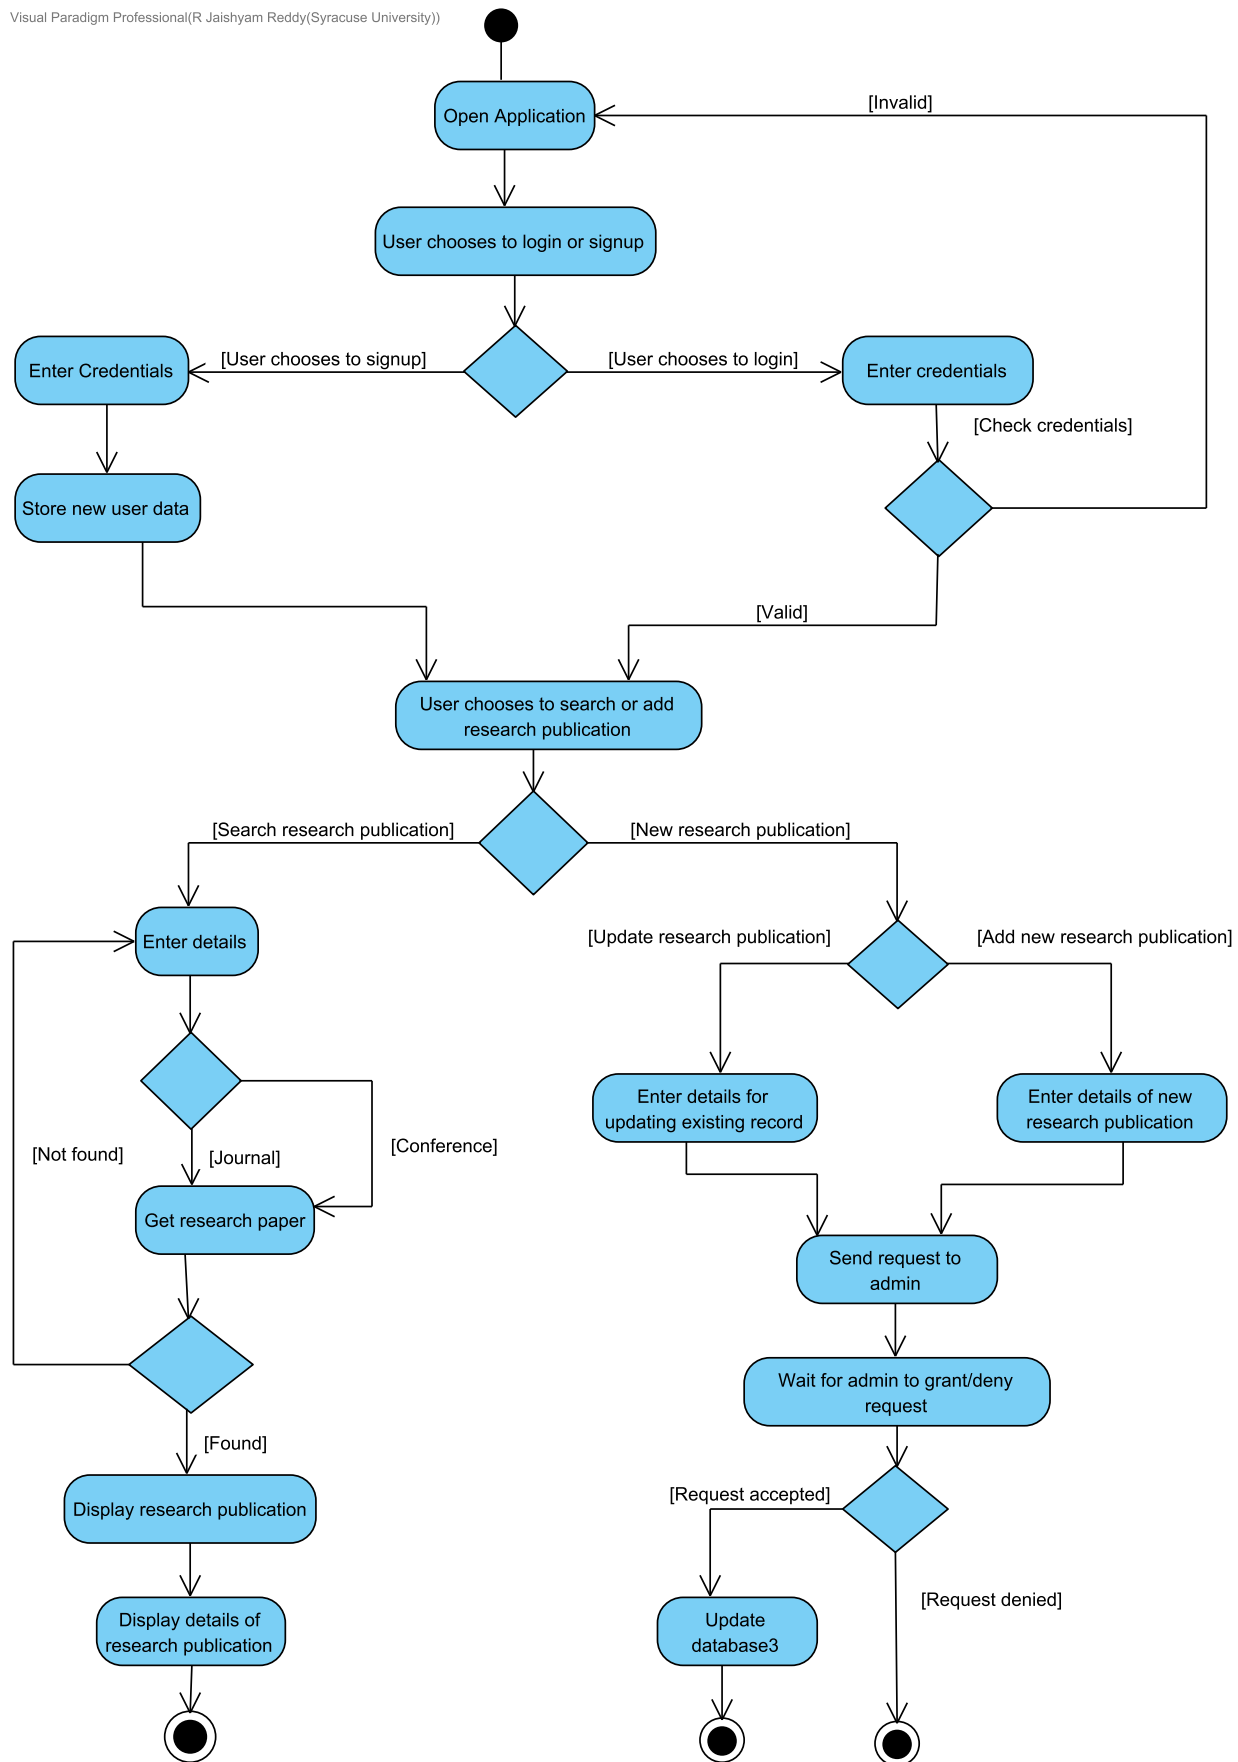 Visual Paradigm Professional(R Jaishyam Reddy(Syracuse University))
[Invalid]
Open Application
User chooses to login or signup
[User chooses to signup]
[User chooses to login]
Enter Credentials
Enter credentials
[Check credentials]
Store new user data
[Valid]
User chooses to search or add
research publication
[Search research publication]
[New research publication]
[Update research publication]
[Add new research publication]
Enter details
Enter details for
updating existing record
Enter details of new
research publication
[Not found]
[Journal]
[Conference]
Get research paper
Send request to
admin
Wait for admin to grant/deny
request
[Found]
[Request accepted]
Display research publication
[Request denied]
Display details of
research publication
Update
database3